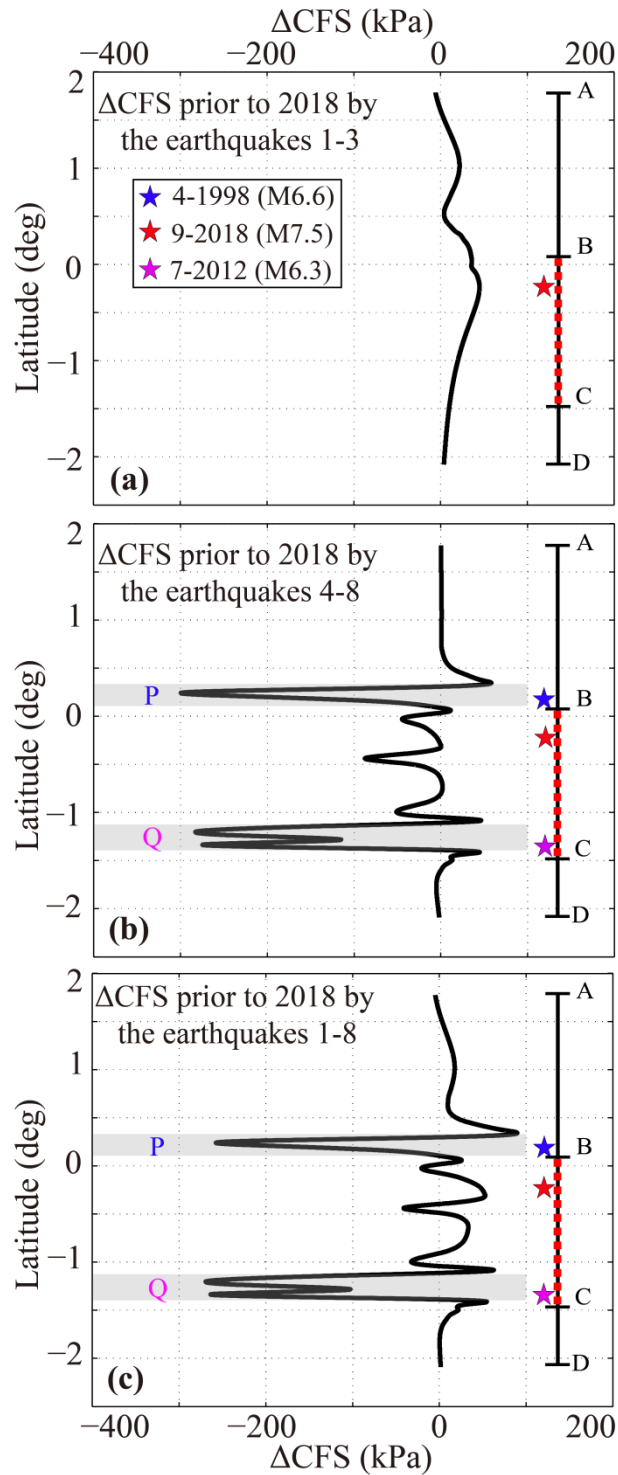 ΔCFS (kPa)
−400 −200 0 200
2
1
0
−1
−2
Latitude (deg)
ΔCFS prior to 2018 by
the earthquakes 1-3
4-1998 (M6.6)
9-2018 (M7.5)
7-2012 (M6.3)
A
B
C
D
(a)
2
1
0
−1
−2
Latitude (deg)
ΔCFS prior to 2018 by
the earthquakes 4-8
P
Q
A
B
C
D
(b)
2
1
0
−1
−2
Latitude (deg)
ΔCFS prior to 2018 by
the earthquakes 1-8
P
Q
A
B
C
D
(c)
−400 −200 0 200
ΔCFS (kPa)